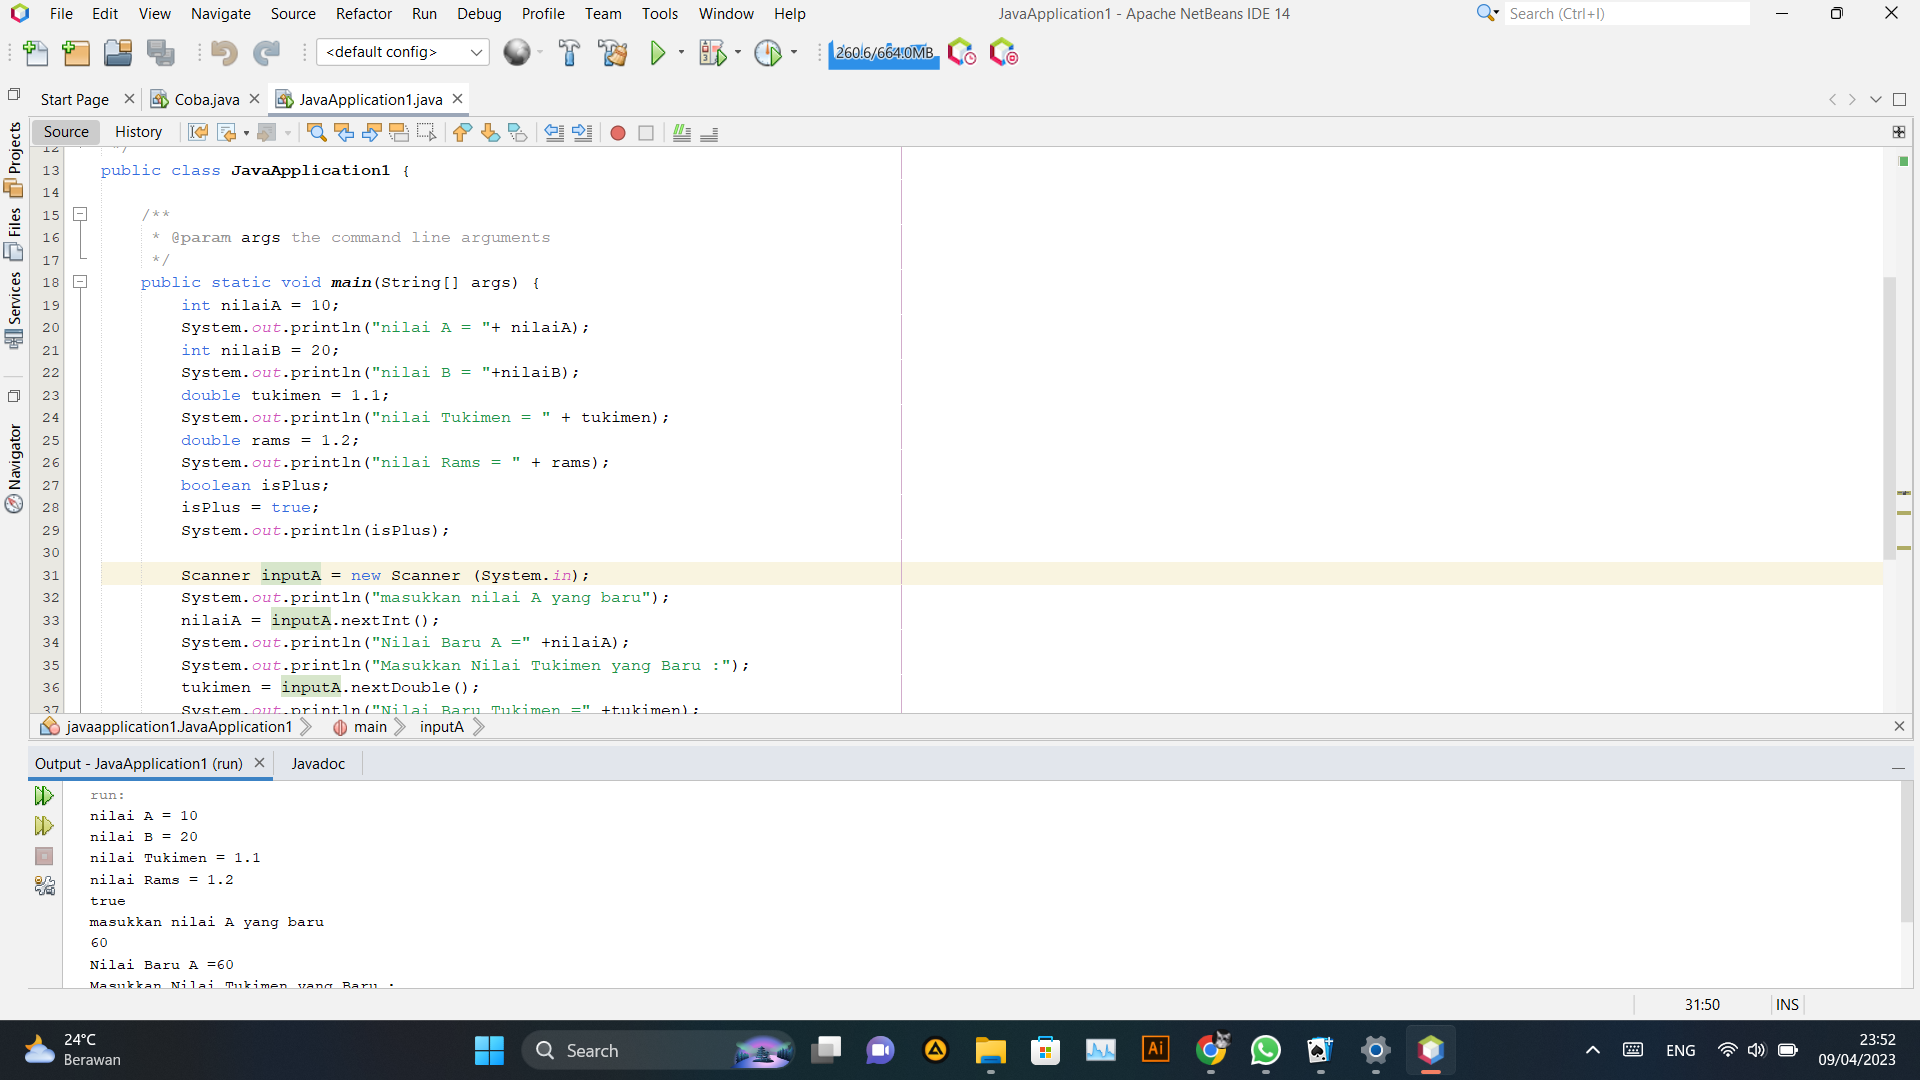 File Edit View Navigate Source Refactor Run Debug Profile Team Tools Window Help
JavaApplication1 - Apache NetBeans IDE 14
Search (Ctrl+I)
<default config>
260.6/664.0MB
Start Page
Coba.java
JavaApplication1.java
Source History
Projects
Files
Services
Navigator
12 */
13 public class JavaApplication1 {
14
15 /**
16 * @param args the command line arguments
17 */
18 public static void main(String[] args) {
19 int nilaiA = 10;
20 System.out.println("nilai A = "+ nilaiA);
21 int nilaiB = 20;
22 System.out.println("nilai B = "+nilaiB);
23 double tukimen = 1.1;
24 System.out.println("nilai Tukimen = " + tukimen);
25 double rams = 1.2;
26 System.out.println("nilai Rams = " + rams);
27 boolean isPlus;
28 isPlus = true;
29 System.out.println(isPlus);
30
31 Scanner inputA = new Scanner (System.in);
32 System.out.println("masukkan nilai A yang baru");
33 nilaiA = inputA.nextInt();
34 System.out.println("Nilai Baru A =" +nilaiA);
35 System.out.println("Masukkan Nilai Tukimen yang Baru :");
36 tukimen = inputA.nextDouble();
37 System.out.println("Nilai Baru Tukimen =" +tukimen);
javaapplication1.JavaApplication1 main inputA
Output - JavaApplication1 (run) Javadoc
run:
nilai A = 10
nilai B = 20
nilai Tukimen = 1.1
nilai Rams = 1.2
true
masukkan nilai A yang baru
60
Nilai Baru A =60
Masukkan Nilai Tukimen yang Baru :
31:50 INS
24°C
Berawan
Search
Ai
ENG
23:52
09/04/2023